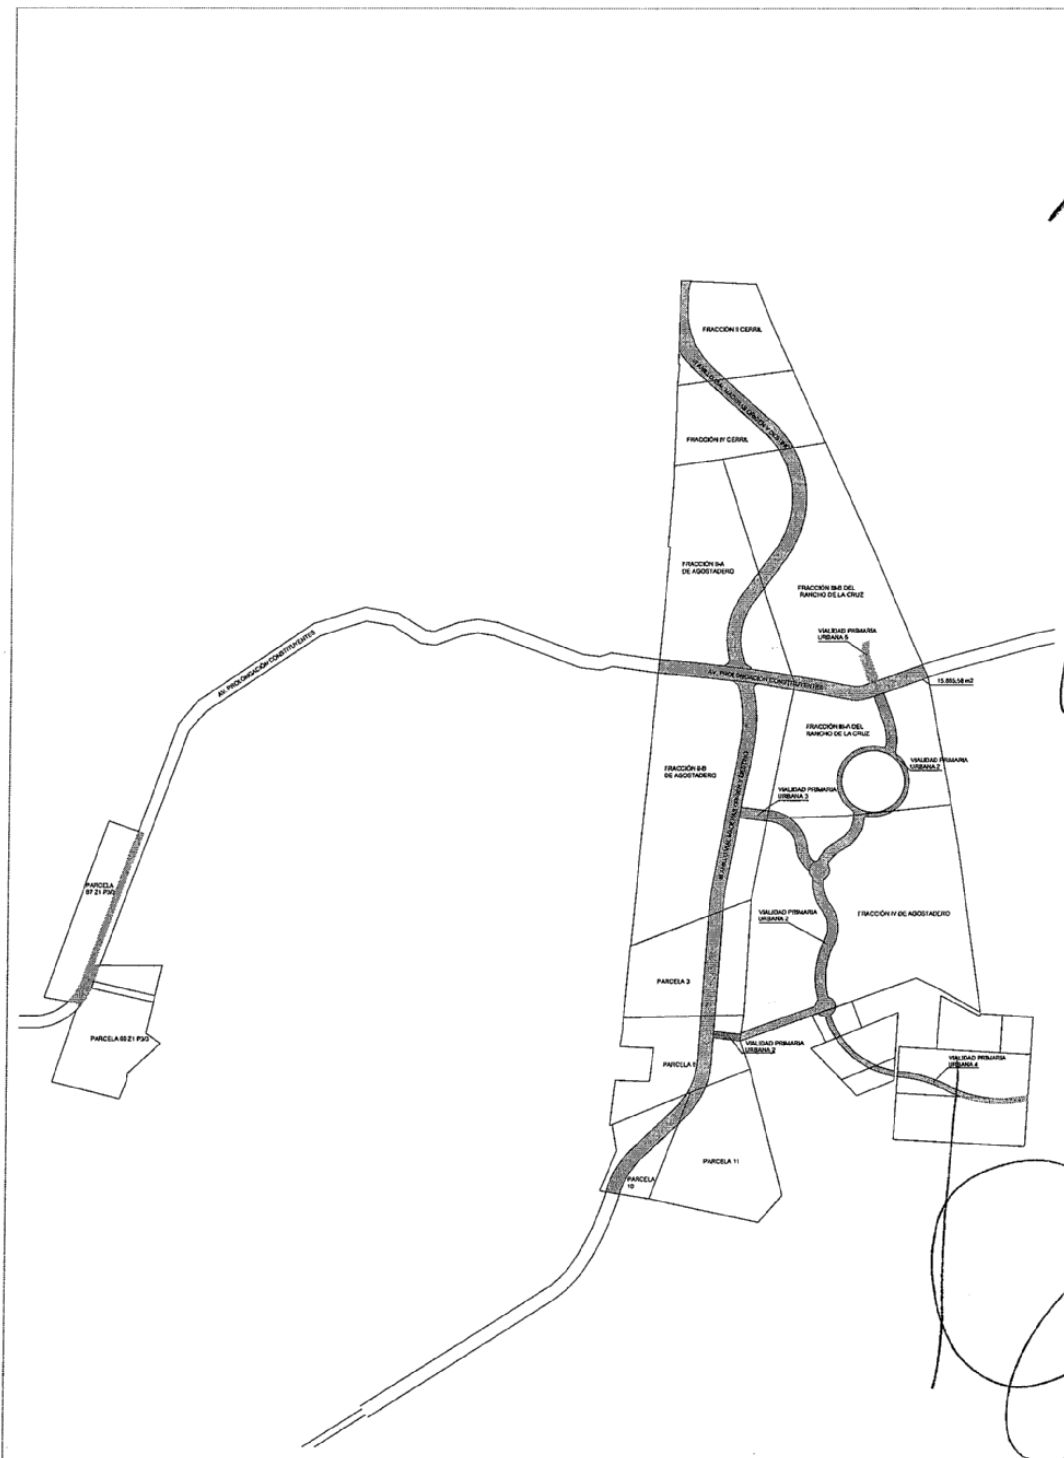 FRACCIÓN II CERRIL
FRACCIÓN IV CERRIL
FRACCIÓN II-A
DE AGOSTADERO
FRACCIÓN III-B DEL
RANCHO DE LA CRUZ
VIALIDAD PRIMARIA
URBANA 5
AV. PROLONGACIÓN CONSTITUYENTES
AV. PROLONGACIÓN CONSTITUYENTES
15,885.58 m2
FRACCIÓN III-A DEL
RANCHO DE LA CRUZ
FRACCIÓN II-B
DE AGOSTADERO
VIALIDAD PRIMARIA
URBANA 2
VIALIDAD PRIMARIA
URBANA 3
PARCELA
VIALIDAD PRIMARIA
URBANA 2
FRACCIÓN IV DE AGOSTADERO
PARCELA 3
PARCELA
VIALIDAD PRIMARIA
URBANA 2
VIALIDAD PRIMARIA
URBANA 4
PARCELA
PARCELA 11
PARCELA
10